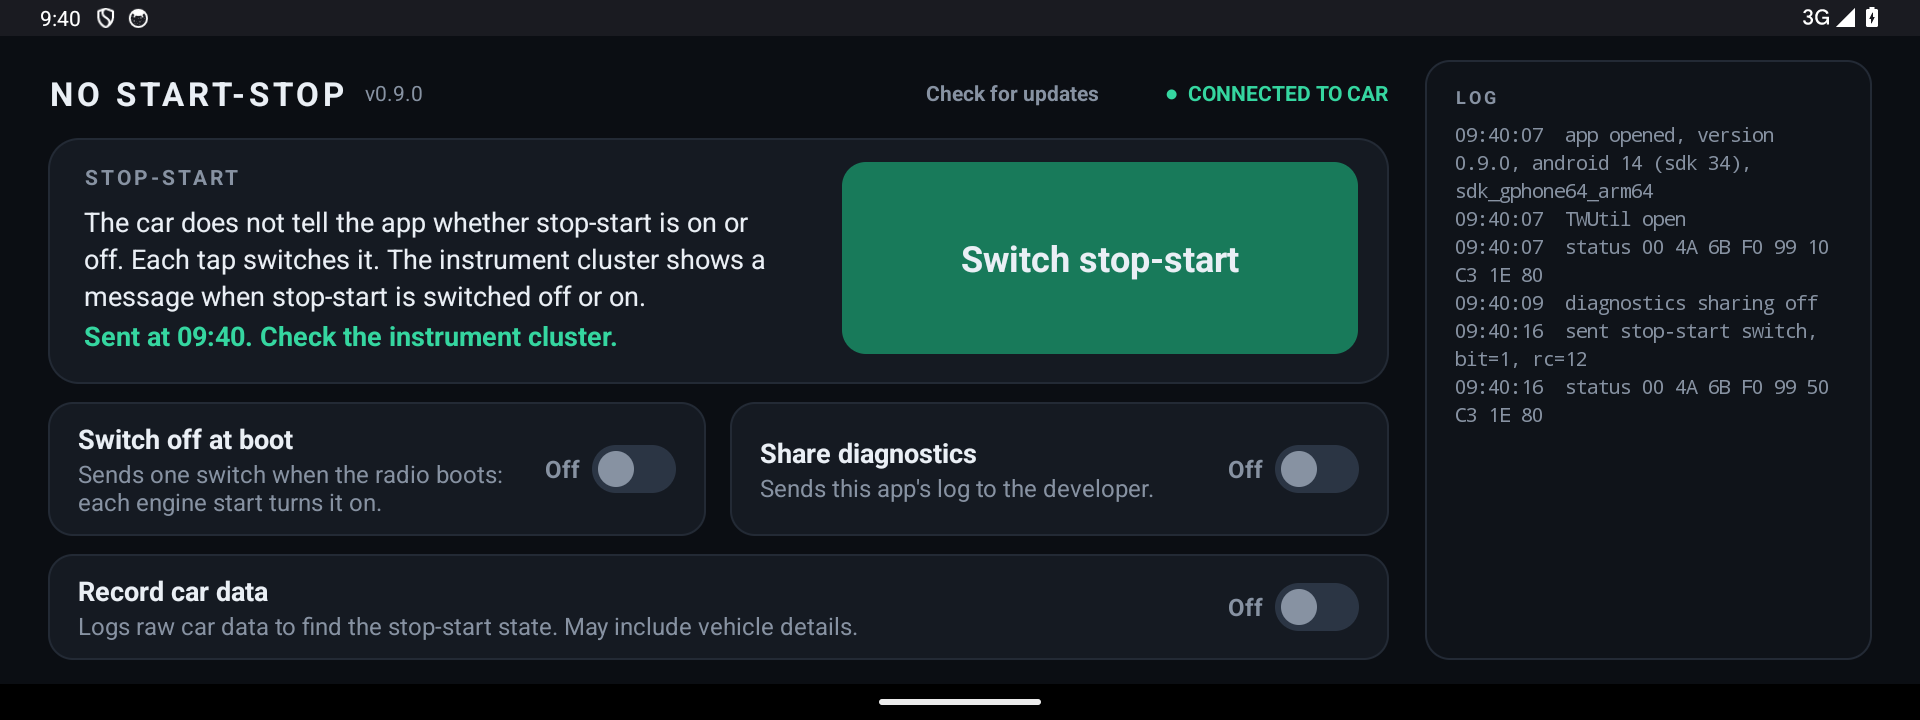 9:40
3G
NO START-STOP v0.9.0
Check for updates
CONNECTED TO CAR
STOP-START
The car does not tell the app whether stop-start is on or
off. Each tap switches it. The instrument cluster shows a
message when stop-start is switched off or on.
Sent at 09:40. Check the instrument cluster.
Switch stop-start
Switch off at boot
Sends one switch when the radio boots:
each engine start turns it on.
Off
Share diagnostics
Sends this app's log to the developer.
Off
Record car data
Logs raw car data to find the stop-start state. May include vehicle details.
Off
LOG
09:40:07 app opened, version
0.9.0, android 14 (sdk 34),
sdk_gphone64_arm64
09:40:07 TWUtil open
09:40:07 status 00 4A 6B F0 99 10
C3 1E 80
09:40:09 diagnostics sharing off
09:40:16 sent stop-start switch,
bit=1, rc=12
09:40:16 status 00 4A 6B F0 99 50
C3 1E 80